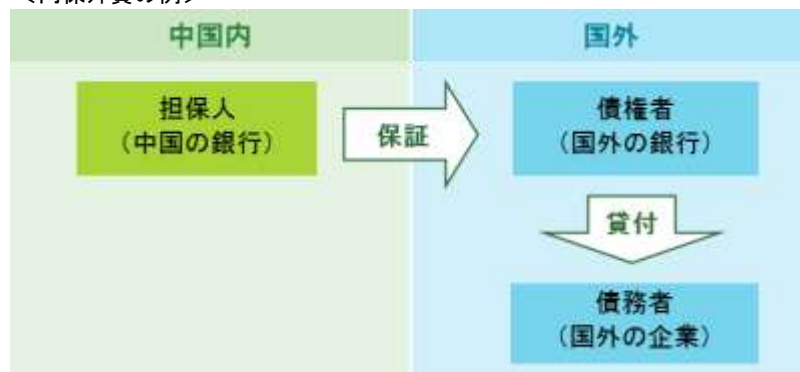 中国内
国外
担保人
（中国の銀行）
保証
債権者
（国外の銀行）
貸付
債務者
（国外の企業）